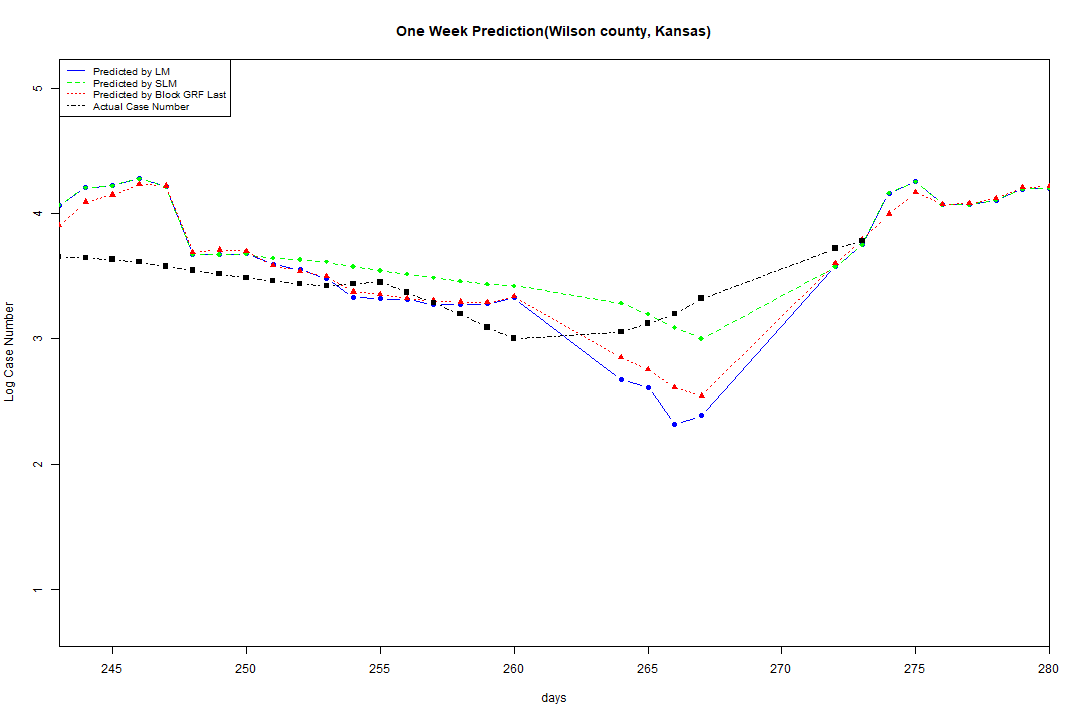 One Week Prediction(Wilson county, Kansas)
Predicted by LM
Predicted by SLM
Predicted by Block GRF Last
Actual Case Number
5
4
3
2
1
Log Case Number
245 250 255 260 265 270 275 280
days